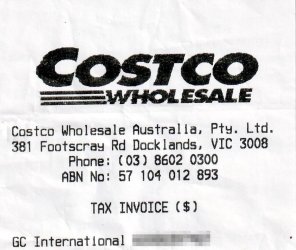 COSTCO
WHOLESALE
Costco Wholesale Australia, Pty. Ltd.
381 Footscray Rd Docklands, VIC 3008
Phone: (03) 8602 0300
ABN No: 57 104 012 893
TAX INVOICE ($)
GC International